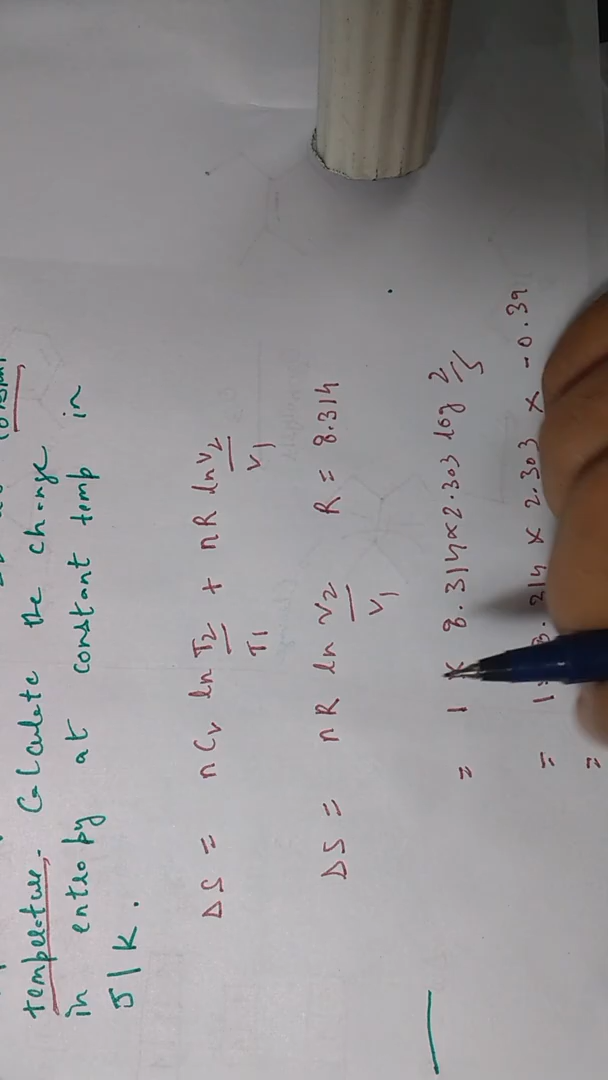 temperature. Calculate the change
in entropy at constant temp in
J/K.
ΔS = nCv ln T2/T1 + nR ln V2/V1
ΔS = nR ln V2/V1 R = 8.314
= 1 × 8.314×2.303 log 2/5
= 1 × 8.314 × 2.303 × -0.39
=